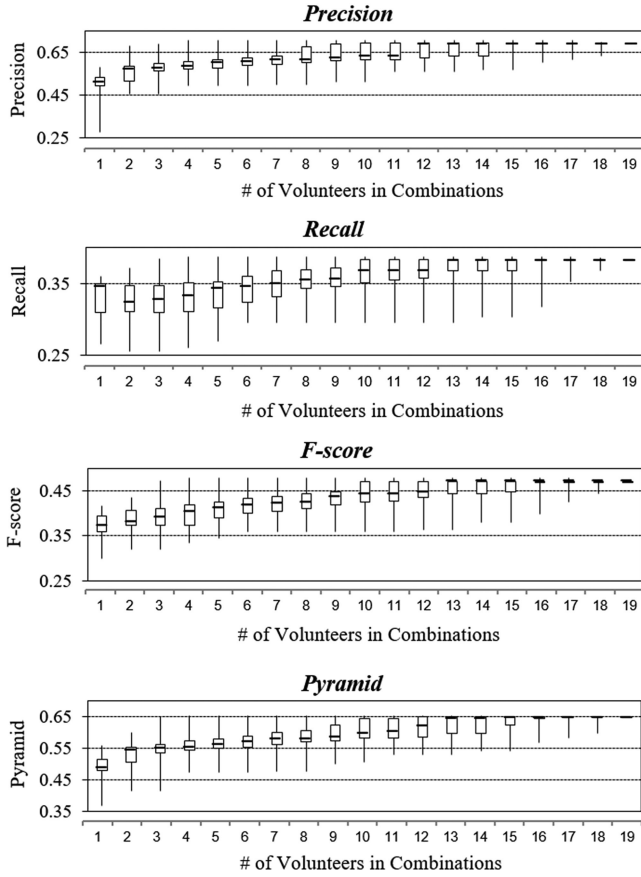 Precision
Precision
0.65
0.45
0.25
1 2 3 4 5 6 7 8 9 10 11 12 13 14 15 16 17 18 19
# of Volunteers in Combinations
Recall
Recall
0.35
0.25
1 2 3 4 5 6 7 8 9 10 11 12 13 14 15 16 17 18 19
# of Volunteers in Combinations
F-score
F-score
0.45
0.35
0.25
1 2 3 4 5 6 7 8 9 10 11 12 13 14 15 16 17 18 19
# of Volunteers in Combinations
Pyramid
Pyramid
0.65
0.55
0.45
0.35
1 2 3 4 5 6 7 8 9 10 11 12 13 14 15 16 17 18 19
# of Volunteers in Combinations